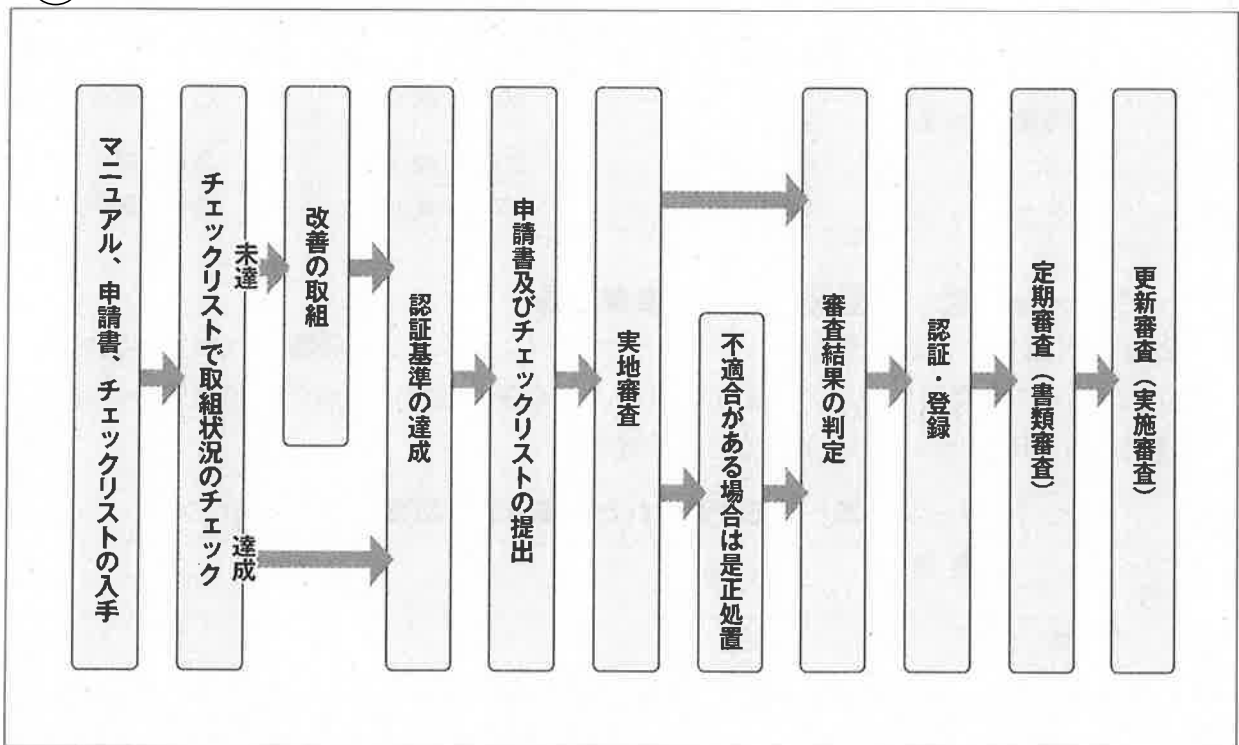 マニュアル、申請書、チェックリストの入手
チェックリストで取組状況のチェック
未達
達成
改善の取組
認証基準の達成
申請書及びチェックリストの提出
実地審査
不適合がある場合は是正処置
審査結果の判定
認証・登録
定期審査（書類審査）
更新審査（実施審査）